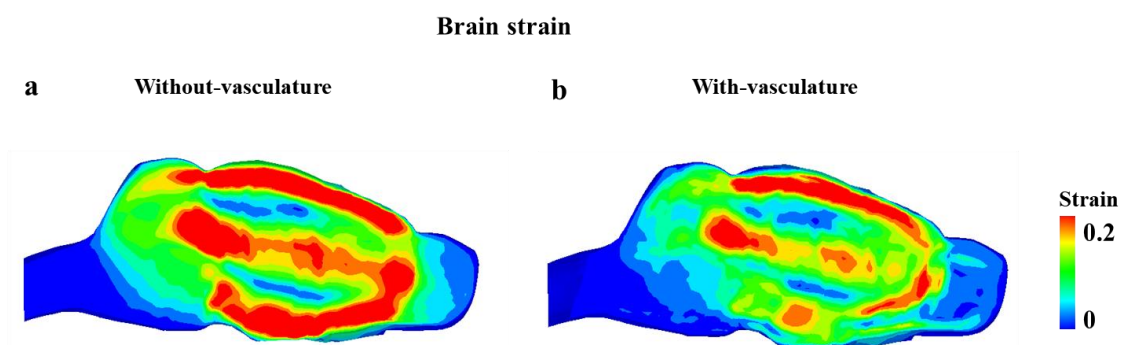 Brain strain
a Without-vasculature
b With-vasculature
Strain
0.2
0